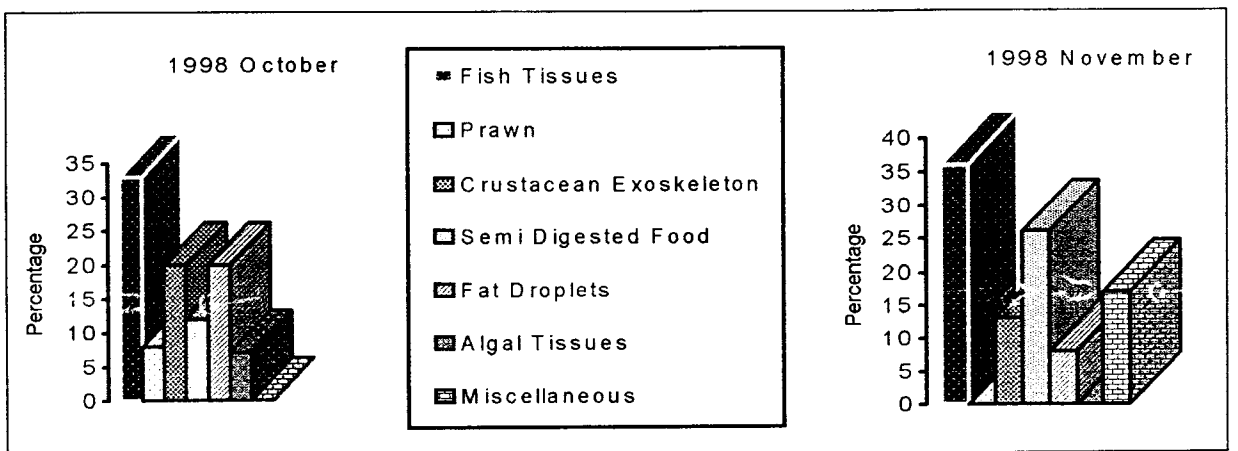 1998 October
Percentage
35
30
25
20
15
10
5
0
Fish Tissues
Prawn
Crustacean Exoskeleton
Semi Digested Food
Fat Droplets
Algal Tissues
Miscellaneous
1998 November
Percentage
40
35
30
25
20
15
10
5
0